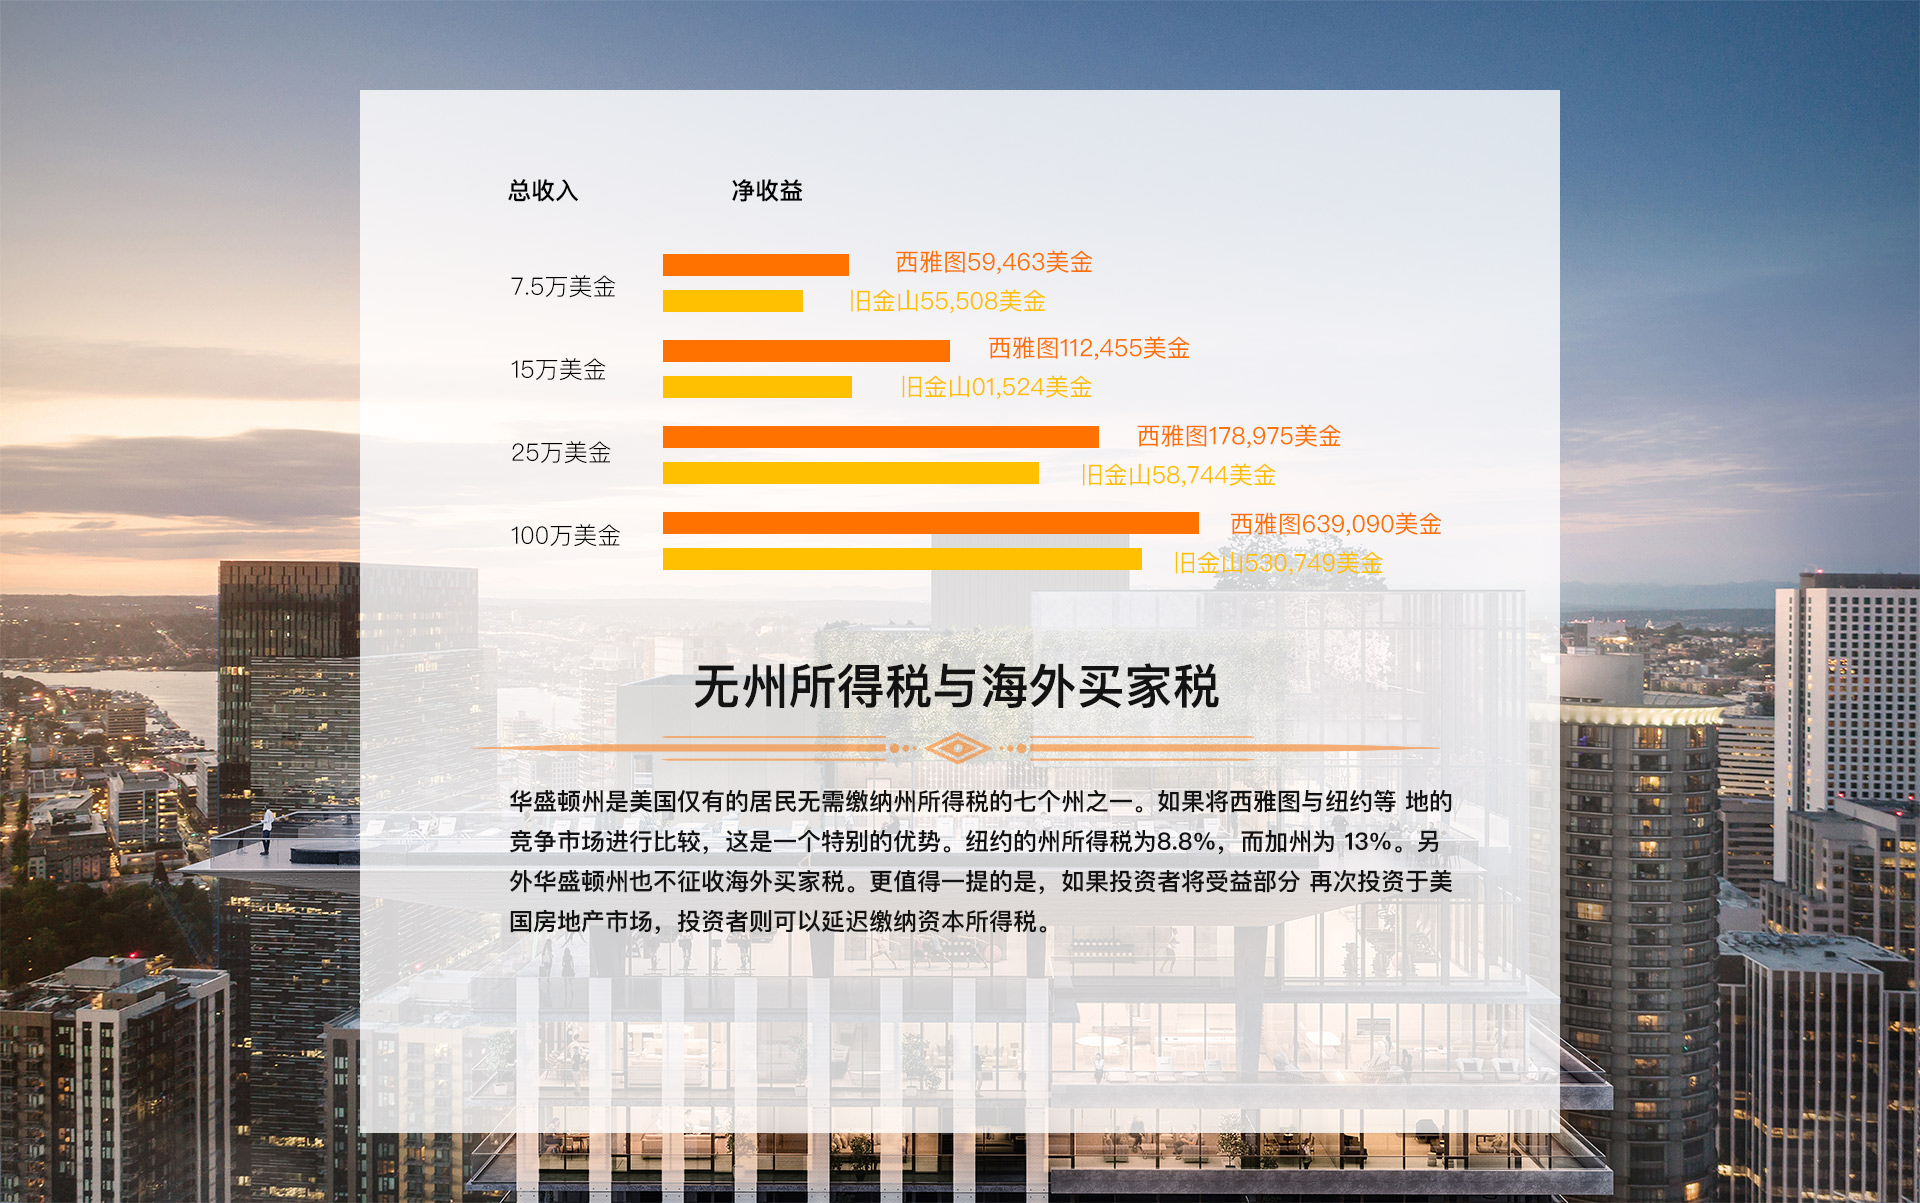 总收入 净收益
7.5万美金
西雅图59,463美金
旧金山55,508美金
15万美金
西雅图112,455美金
旧金山01,524美金
25万美金
西雅图178,975美金
旧金山58,744美金
100万美金
西雅图639,090美金
旧金山530,749美金
无州所得税与海外买家税
华盛顿州是美国仅有的居民无需缴纳州所得税的七个州之一。如果将西雅图与纽约等 地的
竞争市场进行比较，这是一个特别的优势。纽约的州所得税为8.8%，而加州为 13%。另
外华盛顿州也不征收海外买家税。更值得一提的是，如果投资者将受益部分 再次投资于美
国房地产市场，投资者则可以延迟缴纳资本所得税。